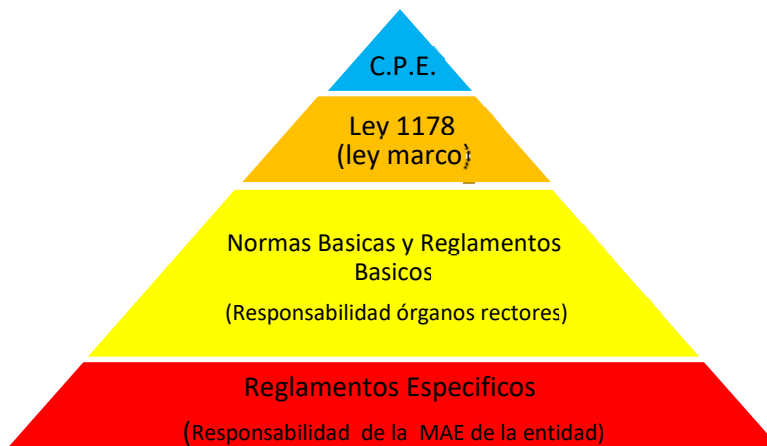 C.P.E.
Ley 1178
(ley marco)
Normas Basicas y Reglamentos
Basicos
(Responsabilidad órganos rectores)
Reglamentos Especificos
(Responsabilidad de la MAE de la entidad)